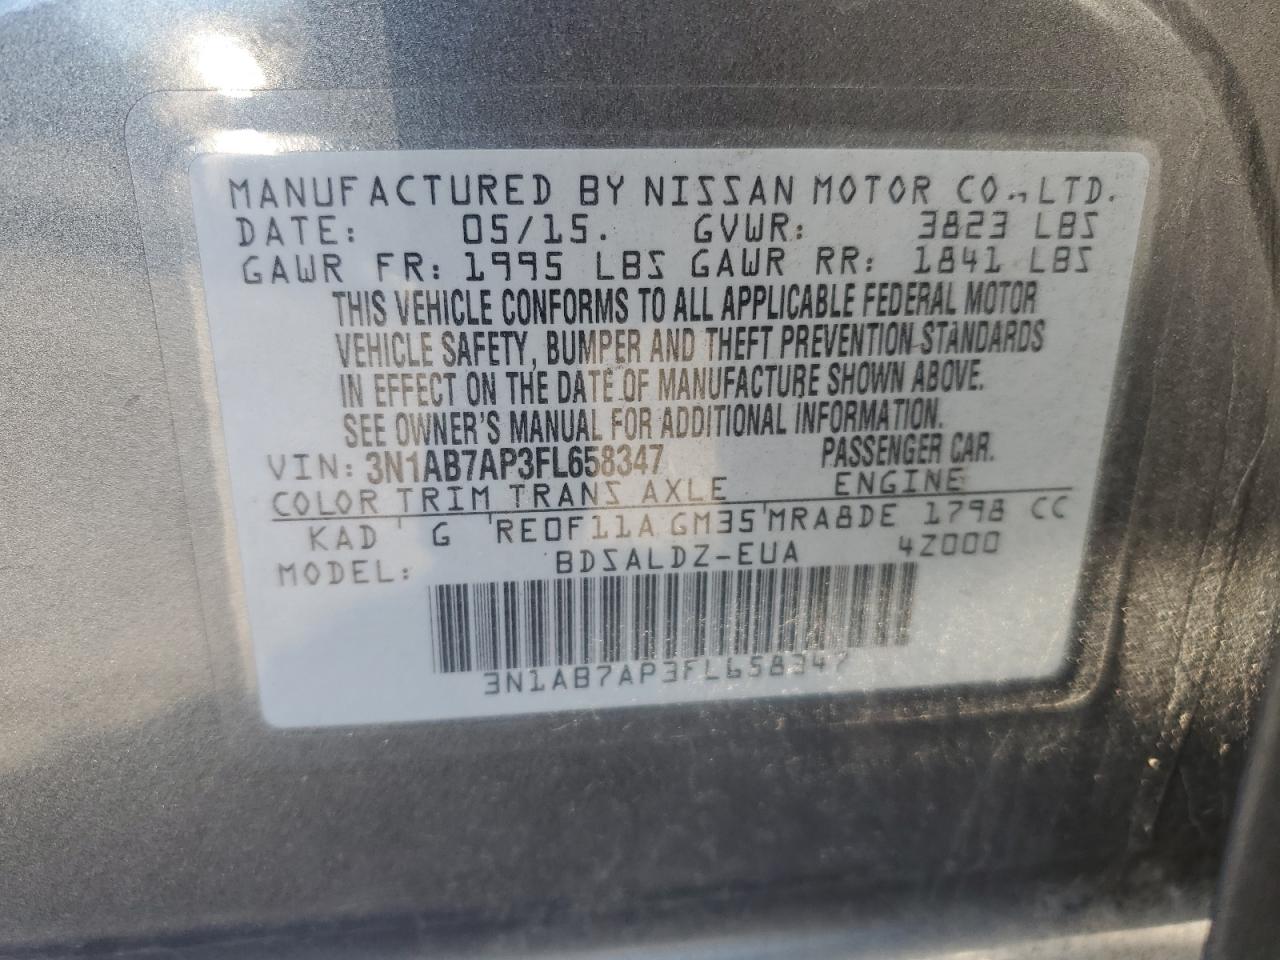 MANUFACTURED BY NISSAN MOTOR CO., LTD.
DATE: 05/15. GVWR: 3823 LBS
GAWR FR: 1995 LBS GAWR RR: 1841 LBS
THIS VEHICLE CONFORMS TO ALL APPLICABLE FEDERAL MOTOR
VEHICLE SAFETY, BUMPER AND THEFT PREVENTION STANDARDS
IN EFFECT ON THE DATE OF MANUFACTURE SHOWN ABOVE.
SEE OWNER'S MANUAL FOR ADDITIONAL INFORMATION.
VIN: 3N1AB7AP3FL658347 PASSENGER CAR.
COLOR TRIM TRANS AXLE ENGINE
KAD G RE0F11A GM35 MRA8DE 1798 CC
MODEL: BDSALDZ-EUA 4Z000
3N1AB7AP3FL658347